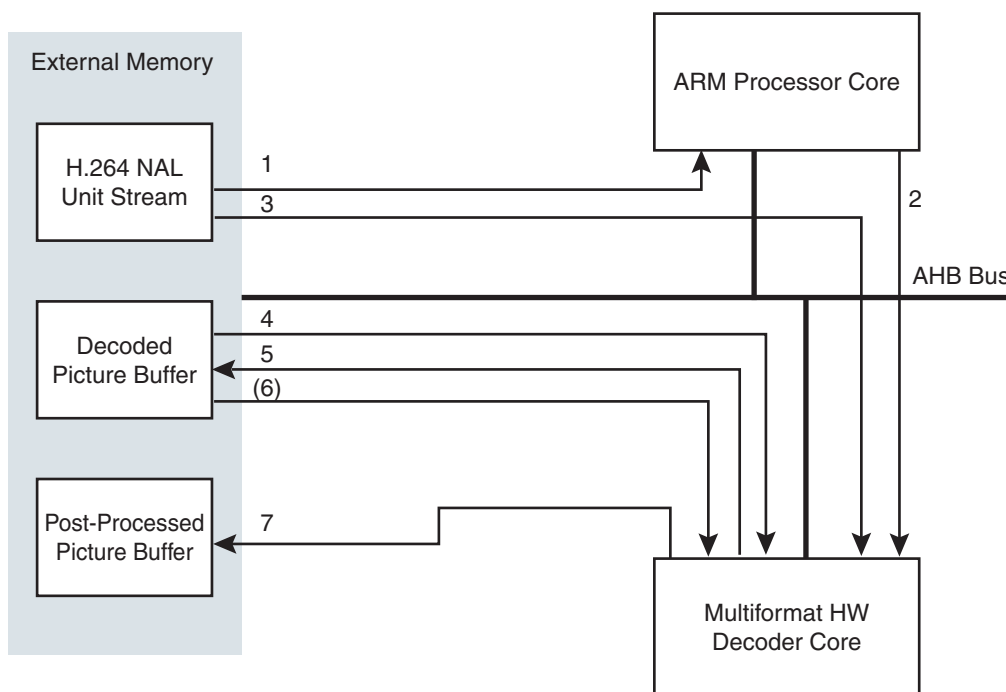 External Memory
ARM Processor Core
H.264 NAL
Unit Stream
1
3
2
AHB Bus
Decoded
Picture Buffer
4
5
(6)
Post-Processed
Picture Buffer
7
Multiformat HW
Decoder Core